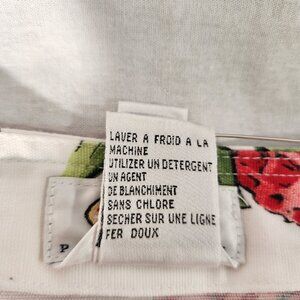 LAVER A FROID A LA
MACHINE
UTILIZER UN DETERGENT
UN AGENT
DE BLANCHIMENT
SANS CHLORE
SECHER SUR UNE LIGNE
FER DOUX
P